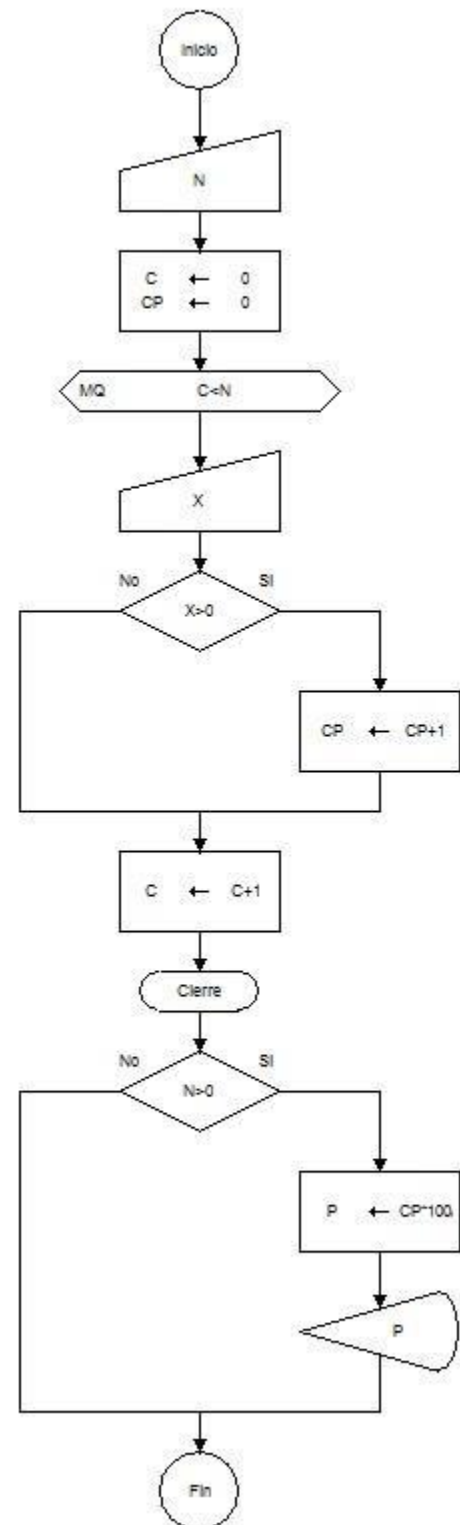 Inicio
N
C ← 0
CP ← 0
MQ C<N
X
No
SI
X>0
CP ← CP+1
C ← C+1
Cierre
No
SI
N>0
P ← CP*100/
P
Fin